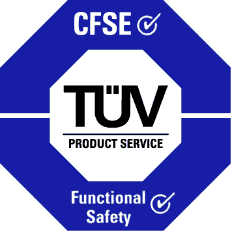 CFSE
TÜV
PRODUCT SERVICE
Functional
Safety